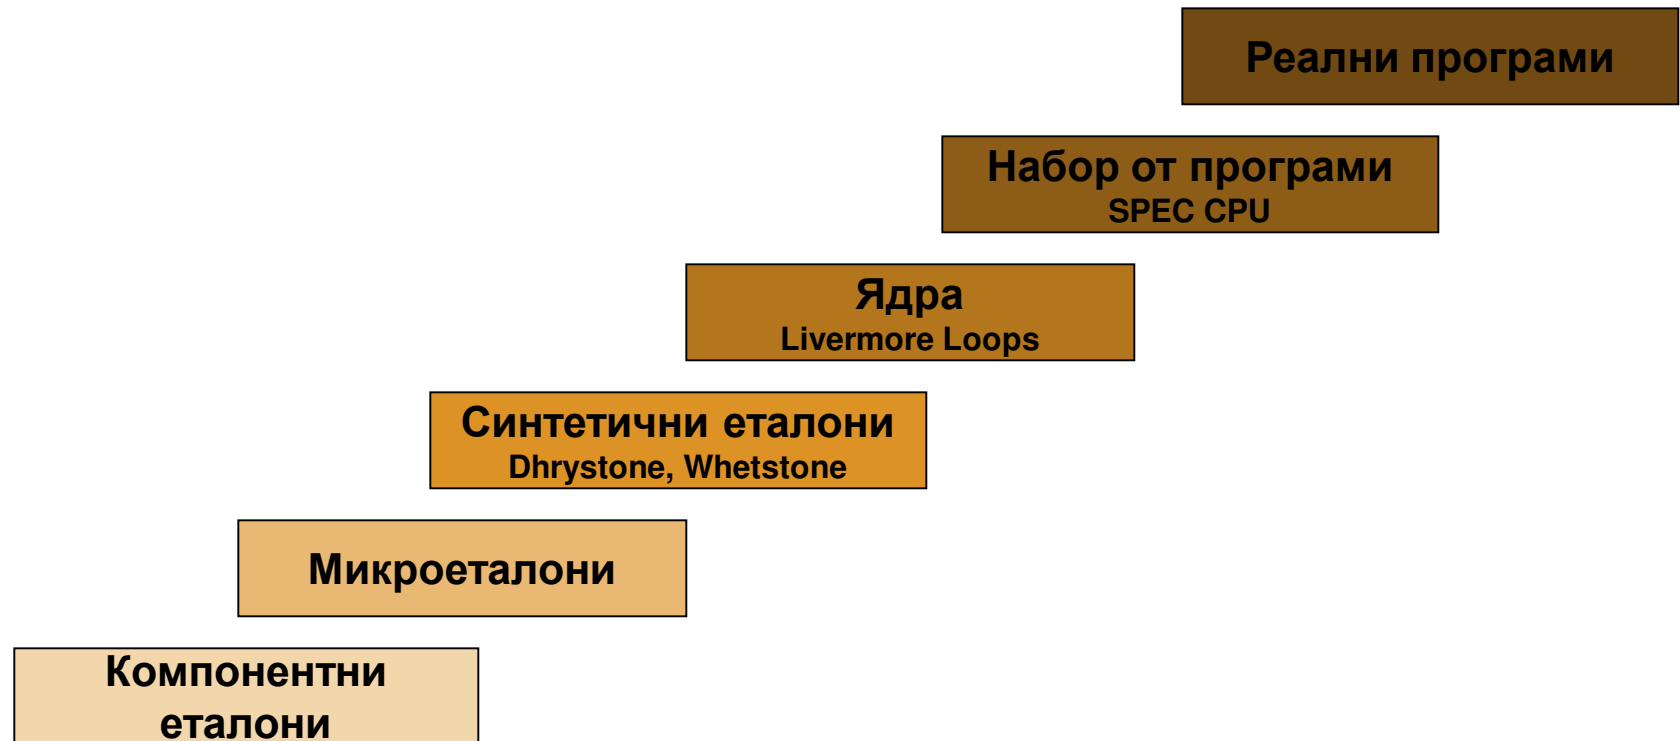 Реални програми
Набор от програми
SPEC CPU
Ядра
Livermore Loops
Синтетични еталони
Dhrystone, Whetstone
Микроеталони
Компонентни
еталони